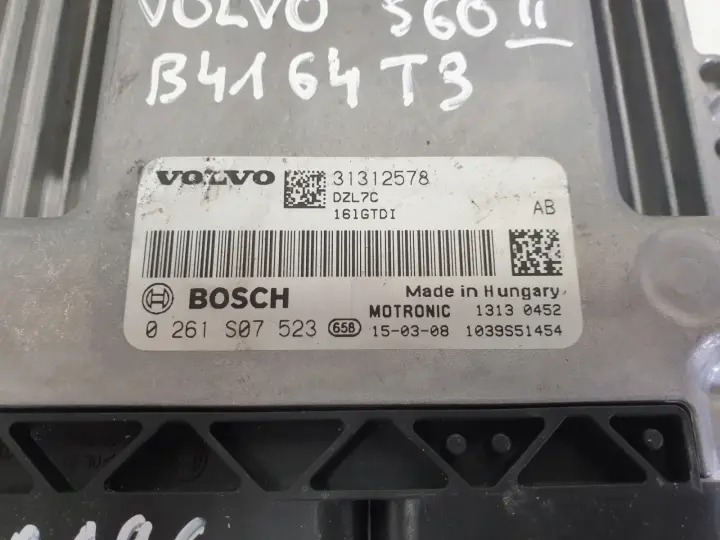 VOLVO S60 II
B4164T3
VOLVO 31312578
DZL7C
161GTDI
AB
BOSCH
Made in Hungary
MOTRONIC 1313 0452
0 261 S07 523 658 15-03-08 1039S51454